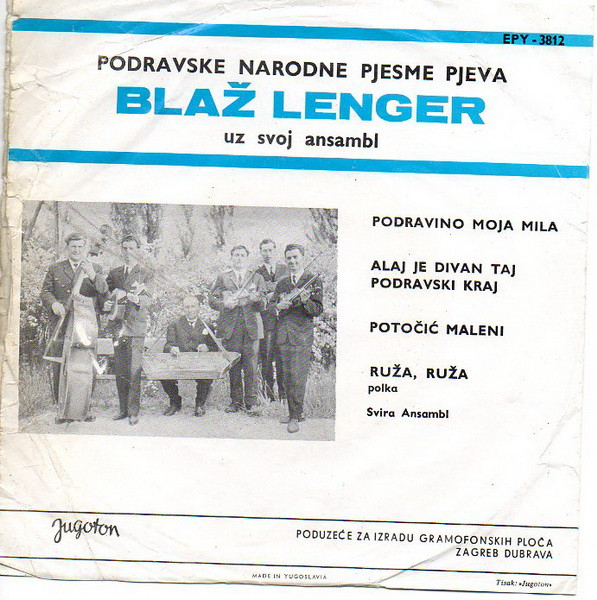 EPY - 3812
PODRAVSKE NARODNE PJESME PJEVA
BLAŽ LENGER
uz svoj ansambl
PODRAVINO MOJA MILA
ALAJ JE DIVAN TAJ
PODRAVSKI KRAJ
POTOČIĆ MALENI
RUŽA, RUŽA
polka
Svira Ansambl
Jugoton
PODUZEĆE ZA IZRADU GRAMOFONSKIH PLOČA
ZAGREB DUBRAVA
MADE IN YUGOSLAVIA
Tisak: »Jugoton«